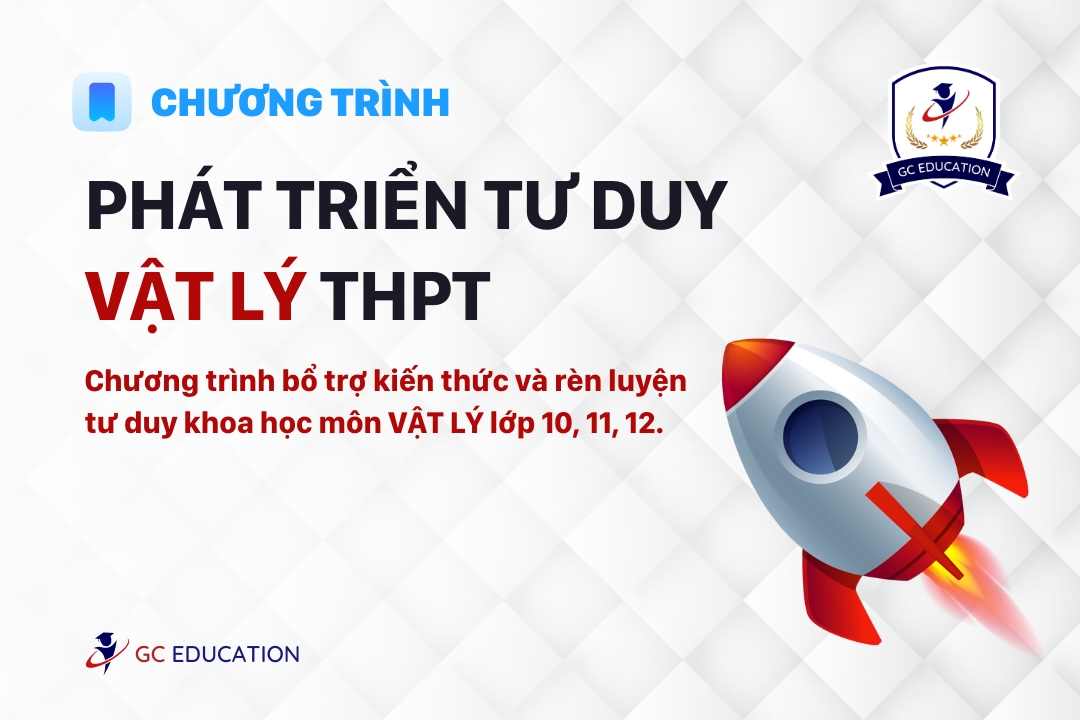 CHƯƠNG TRÌNH
GC EDUCATION
PHÁT TRIỂN TƯ DUY
VẬT LÝ THPT
Chương trình bổ trợ kiến thức và rèn luyện
tư duy khoa học môn VẬT LÝ lớp 10, 11, 12.
GC EDUCATION